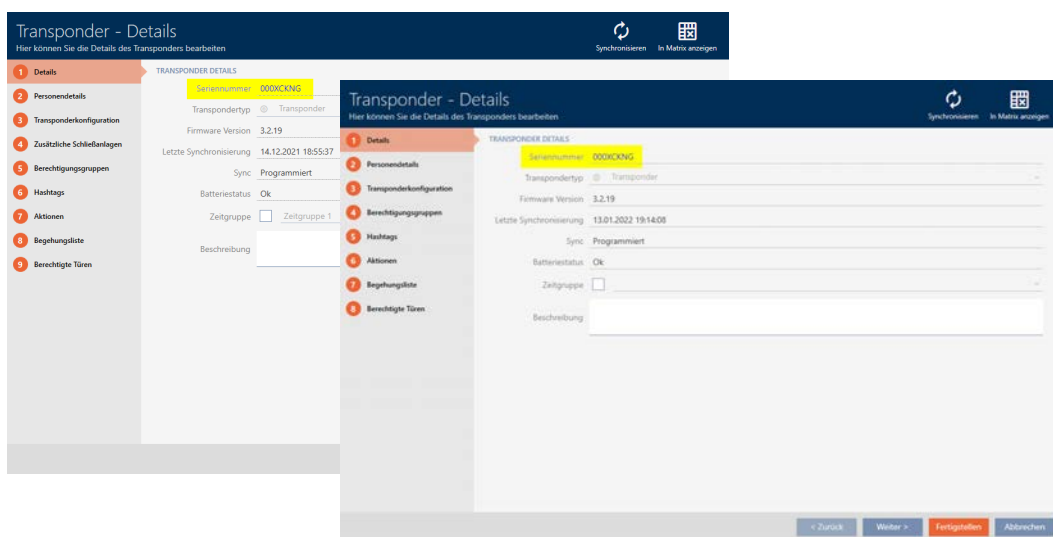 Transponder - Details
Hier können Sie die Details des Transponders bearbeiten
Synchronisieren
In Matrix anzeigen
1 Details
2 Personendetails
3 Transponderkonfiguration
4 Zusätzliche Schließanlagen
5 Berechtigungsgruppen
6 Hashtags
7 Aktionen
8 Begehungsliste
9 Berechtigte Türen
TRANSPONDER DETAILS
Seriennummer 000XCKNG
Transpondertyp Transponder
Firmware Version 3.2.19
Letzte Synchronisierung 14.12.2021 18:55:37
Sync Programmiert
Batteriestatus Ok
Zeitgruppe Zeitgruppe 1
Beschreibung
Transponder - Details
Hier können Sie die Details des Transponders bearbeiten
Synchronisieren
In Matrix anzeigen
1 Details
2 Personendetails
3 Transponderkonfiguration
4 Berechtigungsgruppen
5 Hashtags
6 Aktionen
7 Begehungsliste
8 Berechtigte Türen
TRANSPONDER DETAILS
Seriennummer 000XCKNG
Transpondertyp Transponder
Firmware Version 3.2.19
Letzte Synchronisierung 13.01.2022 19:14:08
Sync Programmiert
Batteriestatus Ok
Zeitgruppe
Beschreibung
< Zurück
Weiter >
Fertigstellen
Abbrechen